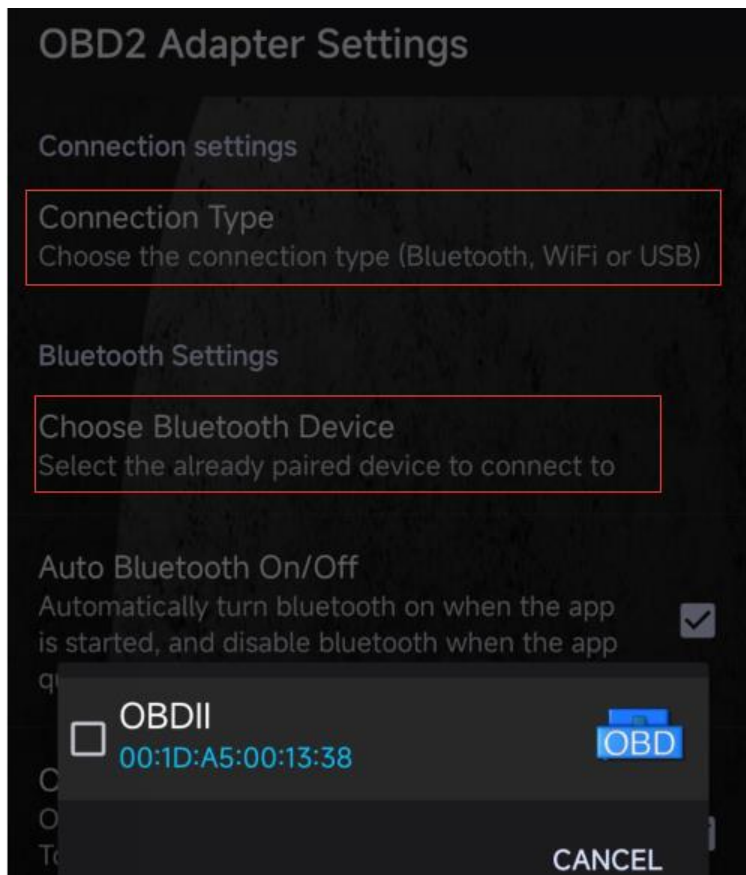 OBD2 Adapter Settings
Connection settings
Connection Type
Choose the connection type (Bluetooth, WiFi or USB)
Bluetooth Settings
Choose Bluetooth Device
Select the already paired device to connect to
Auto Bluetooth On/Off
Automatically turn bluetooth on when the app
is started, and disable bluetooth when the app
OBDII
00:1D:A5:00:13:38
OBD
CANCEL